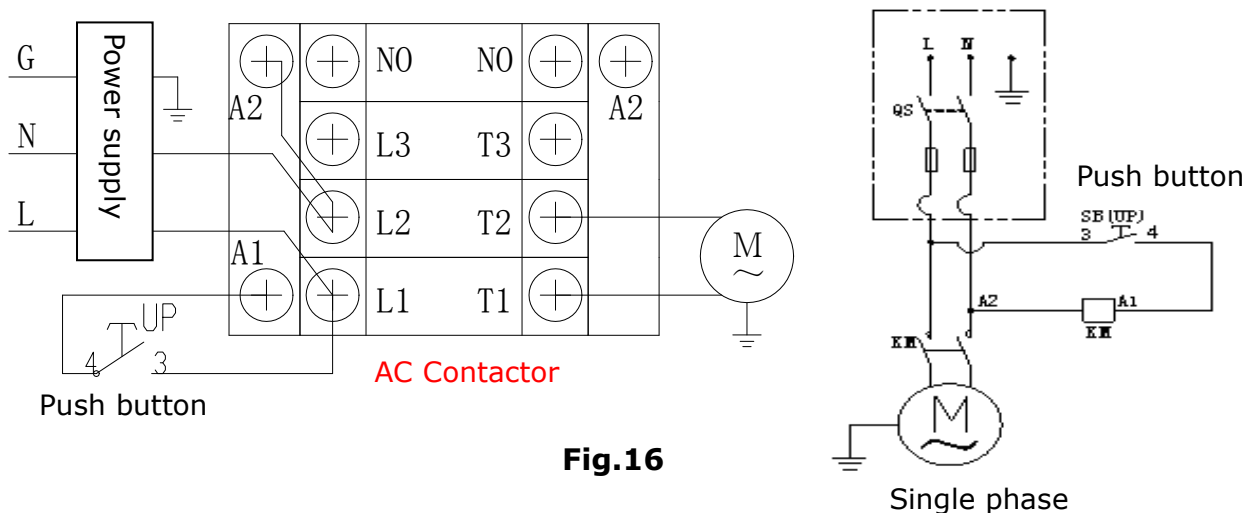 G
N
L
Power supply
A2
NO NO
A2
L3 T3
L2 T2
A1
L1 T1
M
~
UP
4 3
Push button
AC Contactor
Fig.16
L N
QS
Push button
SB(UP)
3 4
A2 A1
KM
KM
M
~
Single phase